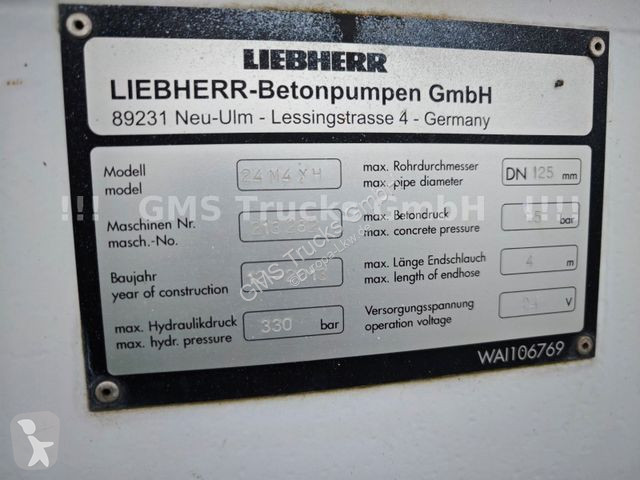 LIEBHERR
LIEBHERR-Betonpumpen GmbH
89231 Neu-Ulm - Lessingstrasse 4 - Germany
Modell 24 M4 XH
model
Maschinen Nr.
masch.-No.
Baujahr
year of construction
max. Hydraulikdruck 330 bar
max. hydr. pressure
max. Rohrdurchmesser DN 125 mm
max. pipe diameter
max. Betondruck bar
max. concrete pressure
max. Länge Endschlauch 4 m
max. length of endhose
Versorgungsspannung V
operation voltage
WAI106769
!!! GMS Trucks GmbH !!!